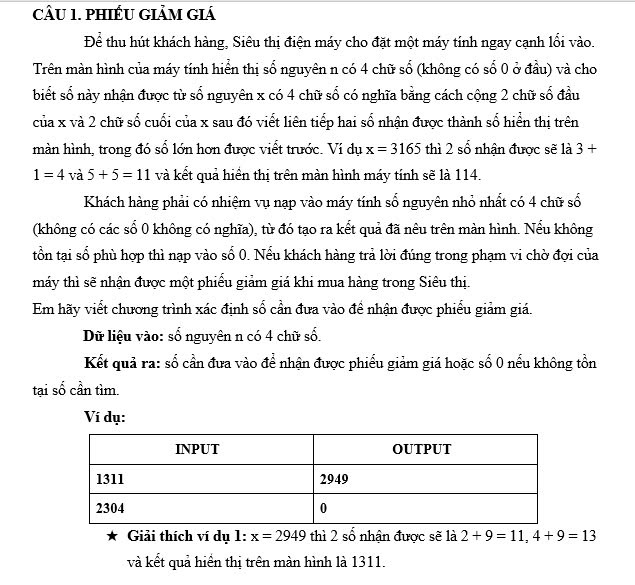 CÂU 1. PHIẾU GIẢM GIÁ
Để thu hút khách hàng, Siêu thị điện máy cho đặt một máy tính ngay cạnh lối vào.
Trên màn hình của máy tính hiển thị số nguyên n có 4 chữ số (không có số 0 ở đầu) và cho
biết số này nhận được từ số nguyên x có 4 chữ số có nghĩa bằng cách cộng 2 chữ số đầu
của x và 2 chữ số cuối của x sau đó viết liên tiếp hai số nhận được thành số hiển thị trên
màn hình, trong đó số lớn hơn được viết trước. Ví dụ x = 3165 thì 2 số nhận được sẽ là 3 +
1 = 4 và 5 + 5 = 11 và kết quả hiển thị trên màn hình máy tính sẽ là 114.
Khách hàng phải có nhiệm vụ nạp vào máy tính số nguyên nhỏ nhất có 4 chữ số
(không có các số 0 không có nghĩa), từ đó tạo ra kết quả đã nêu trên màn hình. Nếu không
tồn tại số phù hợp thì nạp vào số 0. Nếu khách hàng trả lời đúng trong phạm vi chờ đợi của
máy thì sẽ nhận được một phiếu giảm giá khi mua hàng trong Siêu thị.
Em hãy viết chương trình xác định số cần đưa vào để nhận được phiếu giảm giá.
Dữ liệu vào: số nguyên n có 4 chữ số.
Kết quả ra: số cần đưa vào để nhận được phiếu giảm giá hoặc số 0 nếu không tồn
tại số cần tìm.
Ví dụ:
INPUT OUTPUT
1311 2949
2304 0
★ Giải thích ví dụ 1: x = 2949 thì 2 số nhận được sẽ là 2 + 9 = 11, 4 + 9 = 13
và kết quả hiển thị trên màn hình là 1311.